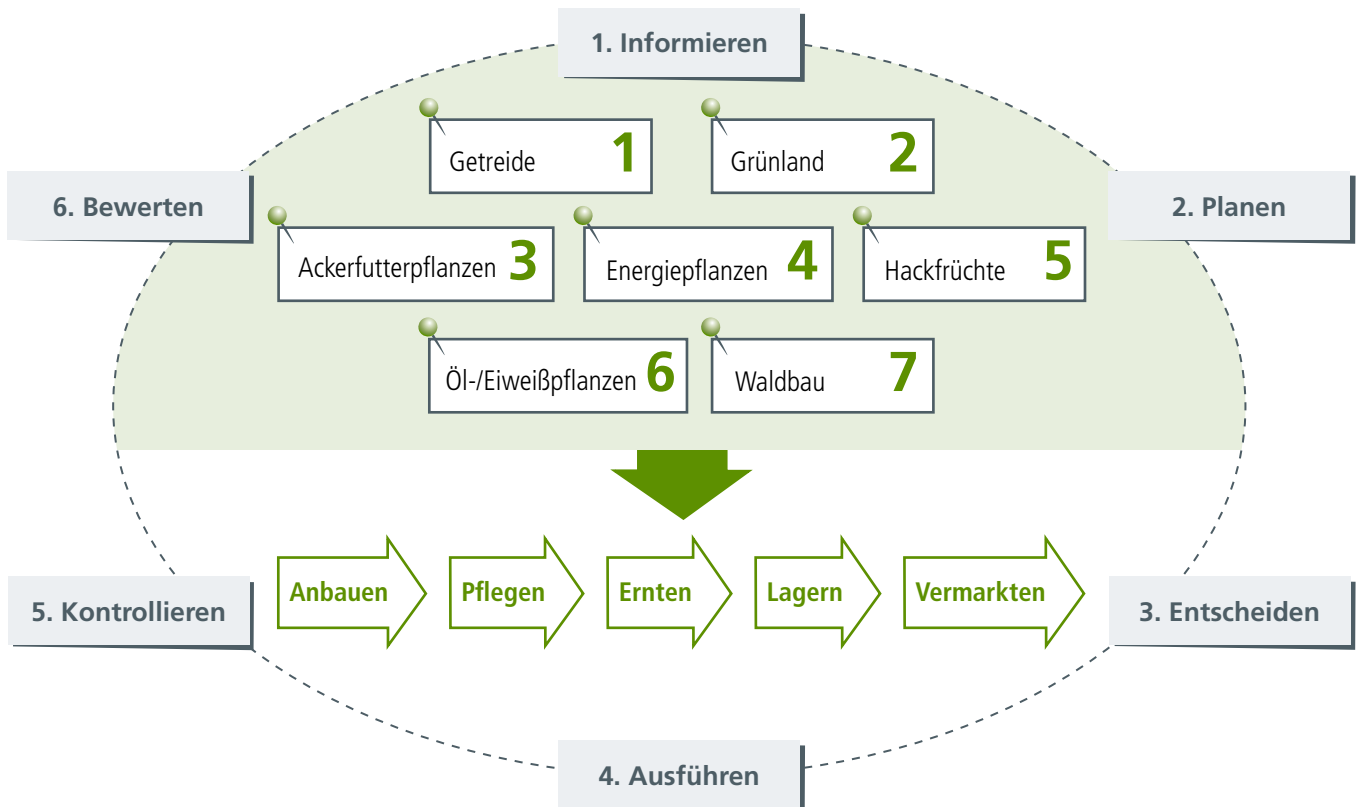 1. Informieren
Getreide 1
Grünland 2
6. Bewerten
2. Planen
Ackerfutterpflanzen 3
Energiepflanzen 4
Hackfrüchte 5
Öl-/Eiweißpflanzen 6
Waldbau 7
Anbauen
Pflegen
Ernten
Lagern
Vermarkten
5. Kontrollieren
3. Entscheiden
4. Ausführen